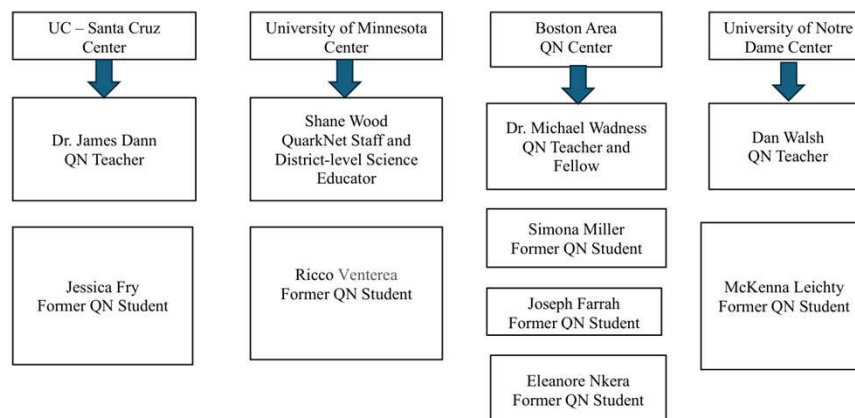 UC – Santa Cruz
Center
University of Minnesota
Center
Boston Area
QN Center
University of Notre
Dame Center
Dr. James Dann
QN Teacher
Shane Wood
QuarkNet Staff and
District-level Science
Educator
Dr. Michael Wadness
QN Teacher and
Fellow
Dan Walsh
QN Teacher
Jessica Fry
Former QN Student
Ricco Venterea
Former QN Student
Simona Miller
Former QN Student
Joseph Farrah
Former QN Student
Eleanore Nkera
Former QN Student
McKenna Leichty
Former QN Student